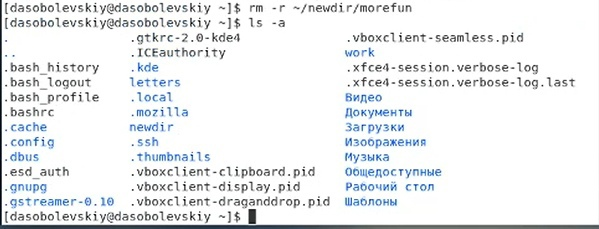 [dasobolevskiy@dasobolevskiy ~]$ rm -r ~/newdir/morefun
[dasobolevskiy@dasobolevskiy ~]$ ls -a
. .gtkrc-2.0-kde4 .vboxclient-seamless.pid
.. .ICEauthority work
.bash_history .kde .xfce4-session.verbose-log
.bash_logout letters .xfce4-session.verbose-log.last
.bash_profile .local Видео
.bashrc .mozilla Документы
.cache newdir Загрузки
.config .ssh Изображения
.dbus .thumbnails Музыка
.esd_auth .vboxclient-clipboard.pid Общедоступные
.gnupg .vboxclient-display.pid Рабочий стол
.gstreamer-0.10 .vboxclient-draganddrop.pid Шаблоны
[dasobolevskiy@dasobolevskiy ~]$